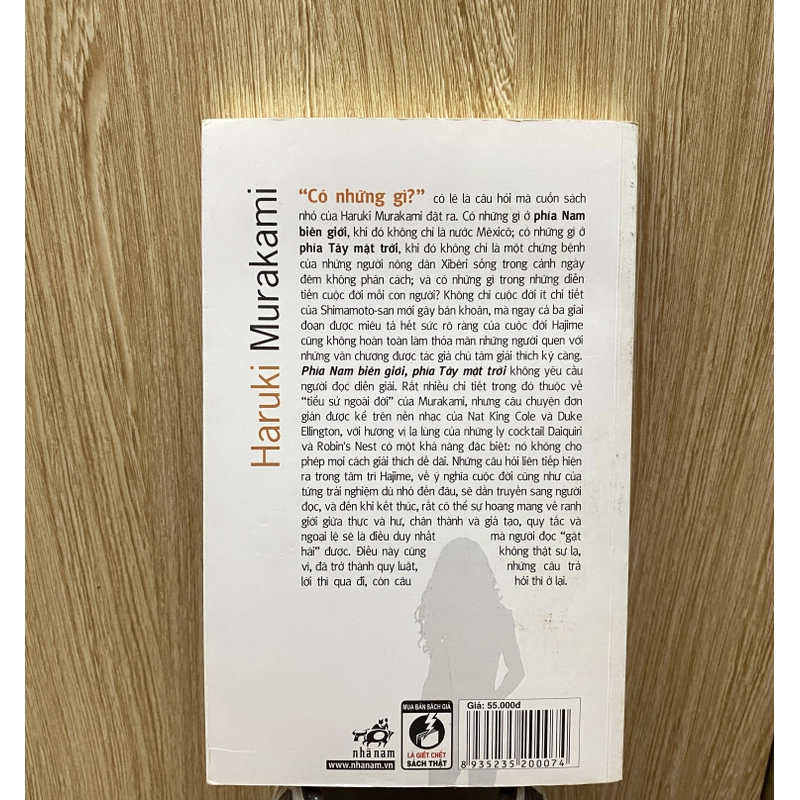 Haruki Murakami
“Có những gì?” có lẽ là câu hỏi mà cuốn sách
nhỏ của Haruki Murakami đặt ra. Có những gì ở phía Nam
biên giới, khi đó không chỉ là nước Mêxicô; có những gì ở
phía Tây mặt trời, khi đó không chỉ là một chứng bệnh
của những người nông dân Xibêri sống trong cảnh ngày
đêm không phân cách; và có những gì trong những diễn
tiến cuộc đời mỗi con người? Không chỉ cuộc đời ít chi tiết
của Shimamoto-san mới gây băn khoăn, mà ngay cả ba giai
đoạn được miêu tả hết sức rõ ràng của cuộc đời Hajime
cũng không hoàn toàn làm thỏa mãn những người quen với
những văn chương được tác giả chú tâm giải thích kỹ càng.
Phía Nam biên giới, phía Tây mặt trời không yêu cầu
người đọc diễn giải. Rất nhiều chi tiết trong đó thuộc về
“tiểu sử ngoài đời” của Murakami, nhưng câu chuyện đơn
giản được kể trên nền nhạc của Nat King Cole và Duke
Ellington, với hương vị lạ lùng của những ly cocktail Daiquiri
và Robin's Nest có một khả năng đặc biệt: nó không cho
phép mọi cách giải thích dễ dãi. Những câu hỏi liên tiếp hiện
ra trong tâm trí Hajime, về ý nghĩa cuộc đời cũng như của
từng trải nghiệm dù nhỏ đến đâu, sẽ dần truyền sang người
đọc, và đến khi kết thúc, rất có thể sự hoang mang về ranh
giới giữa thực và hư, chân thành và giả tạo, quy tắc và
ngoại lệ sẽ là điều duy nhất mà người đọc “gặt
hái” được. Điều này cũng không thật sự lạ,
vì, đã trở thành quy luật, những câu trả
lời thì qua đi, còn câu hỏi thì ở lại.
nhã nam
www.nhanam.vn
MUA BÁN SÁCH GIẢ
LÀ GIẾT CHẾT
SÁCH THẬT
Giá: 55.000đ
8 935235 200074